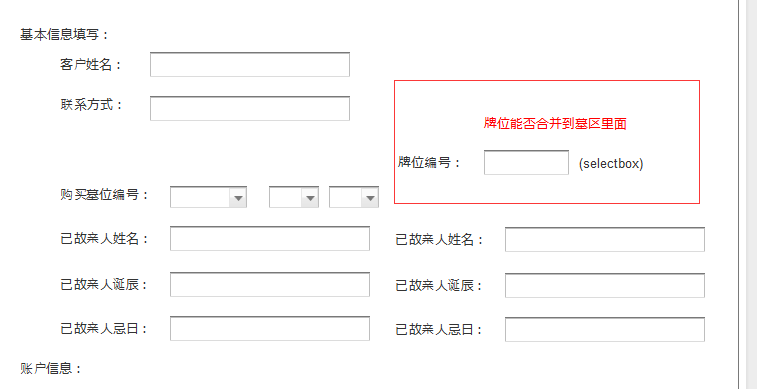 基本信息填写：
客户姓名：
联系方式：
牌位能否合并到墓区里面
牌位编号： (selectbox)
购买墓位编号：
已故亲人姓名： 已故亲人姓名：
已故亲人诞辰： 已故亲人诞辰：
已故亲人忌日： 已故亲人忌日：
账户信息：